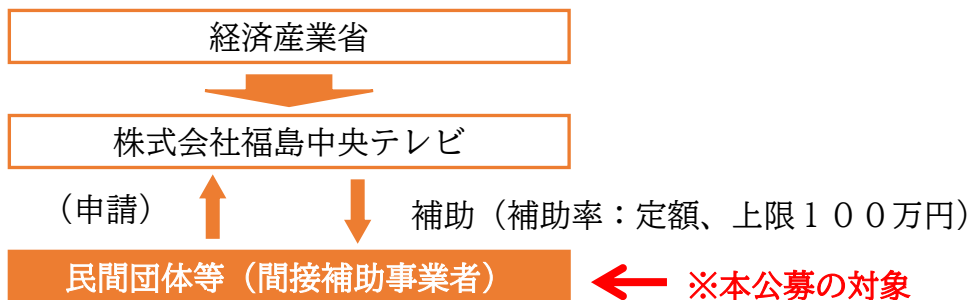 経済産業省
株式会社福島中央テレビ
（申請）
補助（補助率：定額、上限１００万円）
民間団体等（間接補助事業者）
※本公募の対象